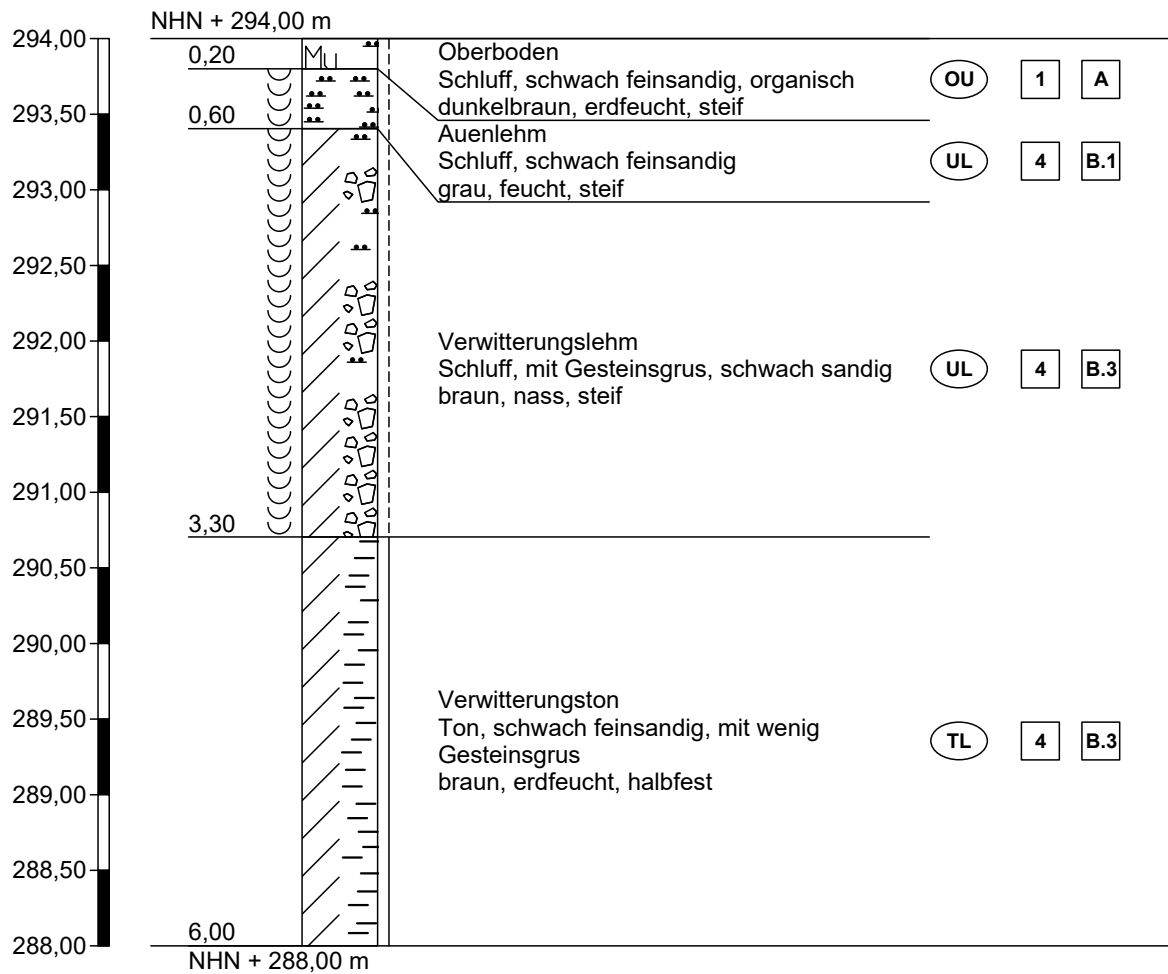 NHN + 294,00 m
294,00
293,50
293,00
292,50
292,00
291,50
291,00
290,50
290,00
289,50
289,00
288,50
288,00
0,20
Mu
Oberboden
Schluff, schwach feinsandig, organisch
dunkelbraun, erdfeucht, steif
OU 1 A
0,60
Auenlehm
Schluff, schwach feinsandig
grau, feucht, steif
UL 4 B.1
Verwitterungslehm
Schluff, mit Gesteinsgrus, schwach sandig
braun, nass, steif
UL 4 B.3
3,30
Verwitterungston
Ton, schwach feinsandig, mit wenig
Gesteinsgrus
braun, erdfeucht, halbfest
TL 4 B.3
6,00
NHN + 288,00 m